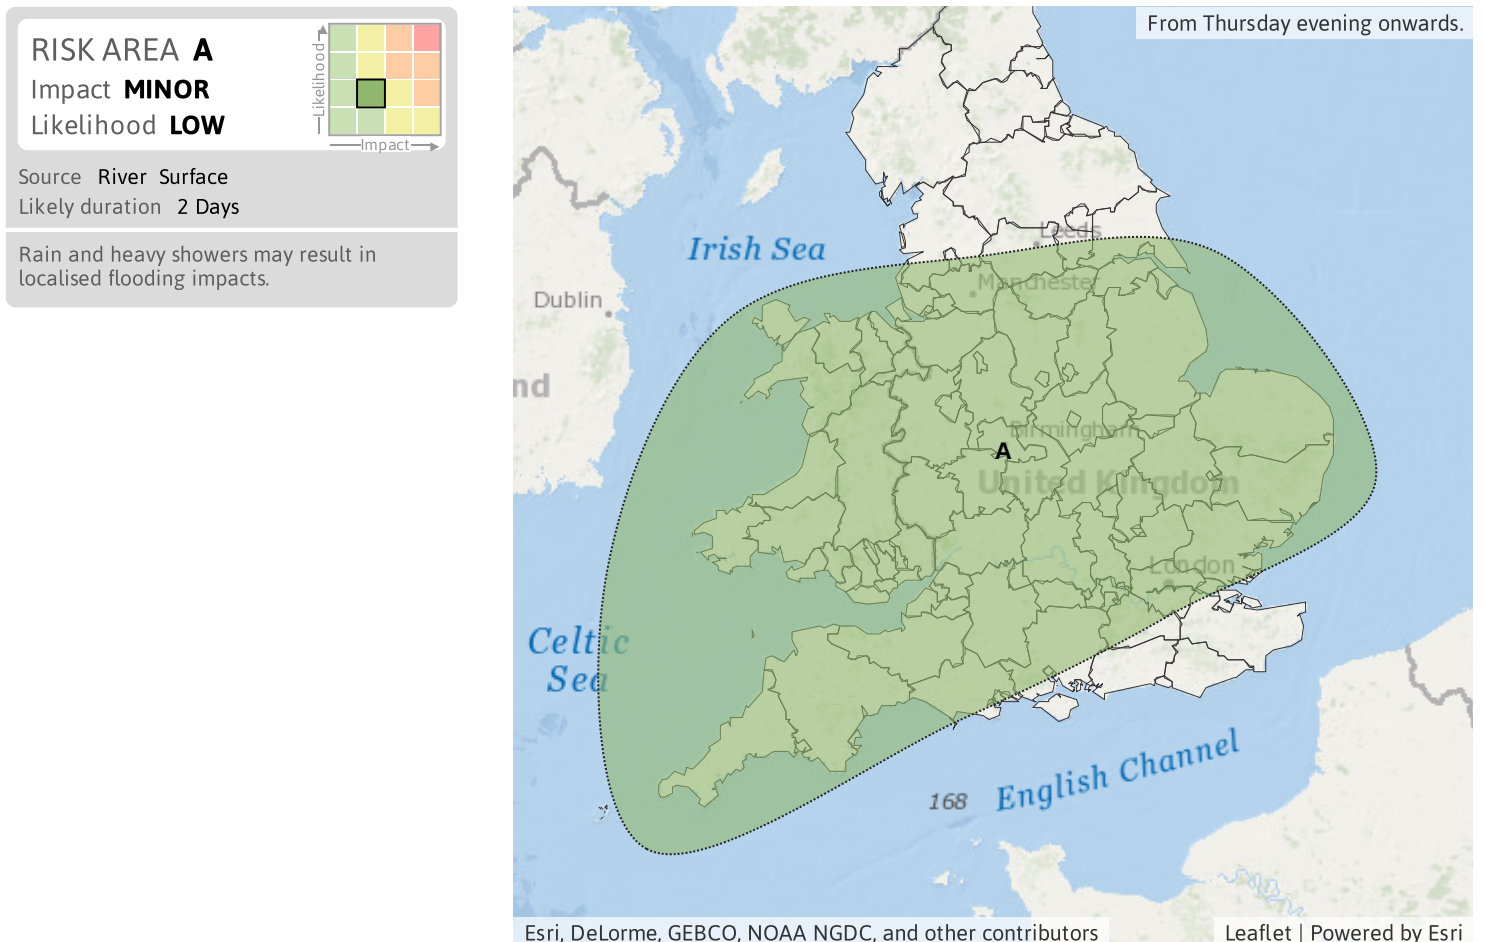 RISK AREA A
Impact MINOR
Likelihood LOW
Likelihood
Impact
Source River Surface
Likely duration 2 Days
Rain and heavy showers may result in
localised flooding impacts.
From Thursday evening onwards.
Leeds
Irish Sea
Manchester
Dublin
nd
Birmingham
A
United Kingdom
London
Celtic
Sea
English Channel
168
Esri, DeLorme, GEBCO, NOAA NGDC, and other contributors
Leaflet | Powered by Esri